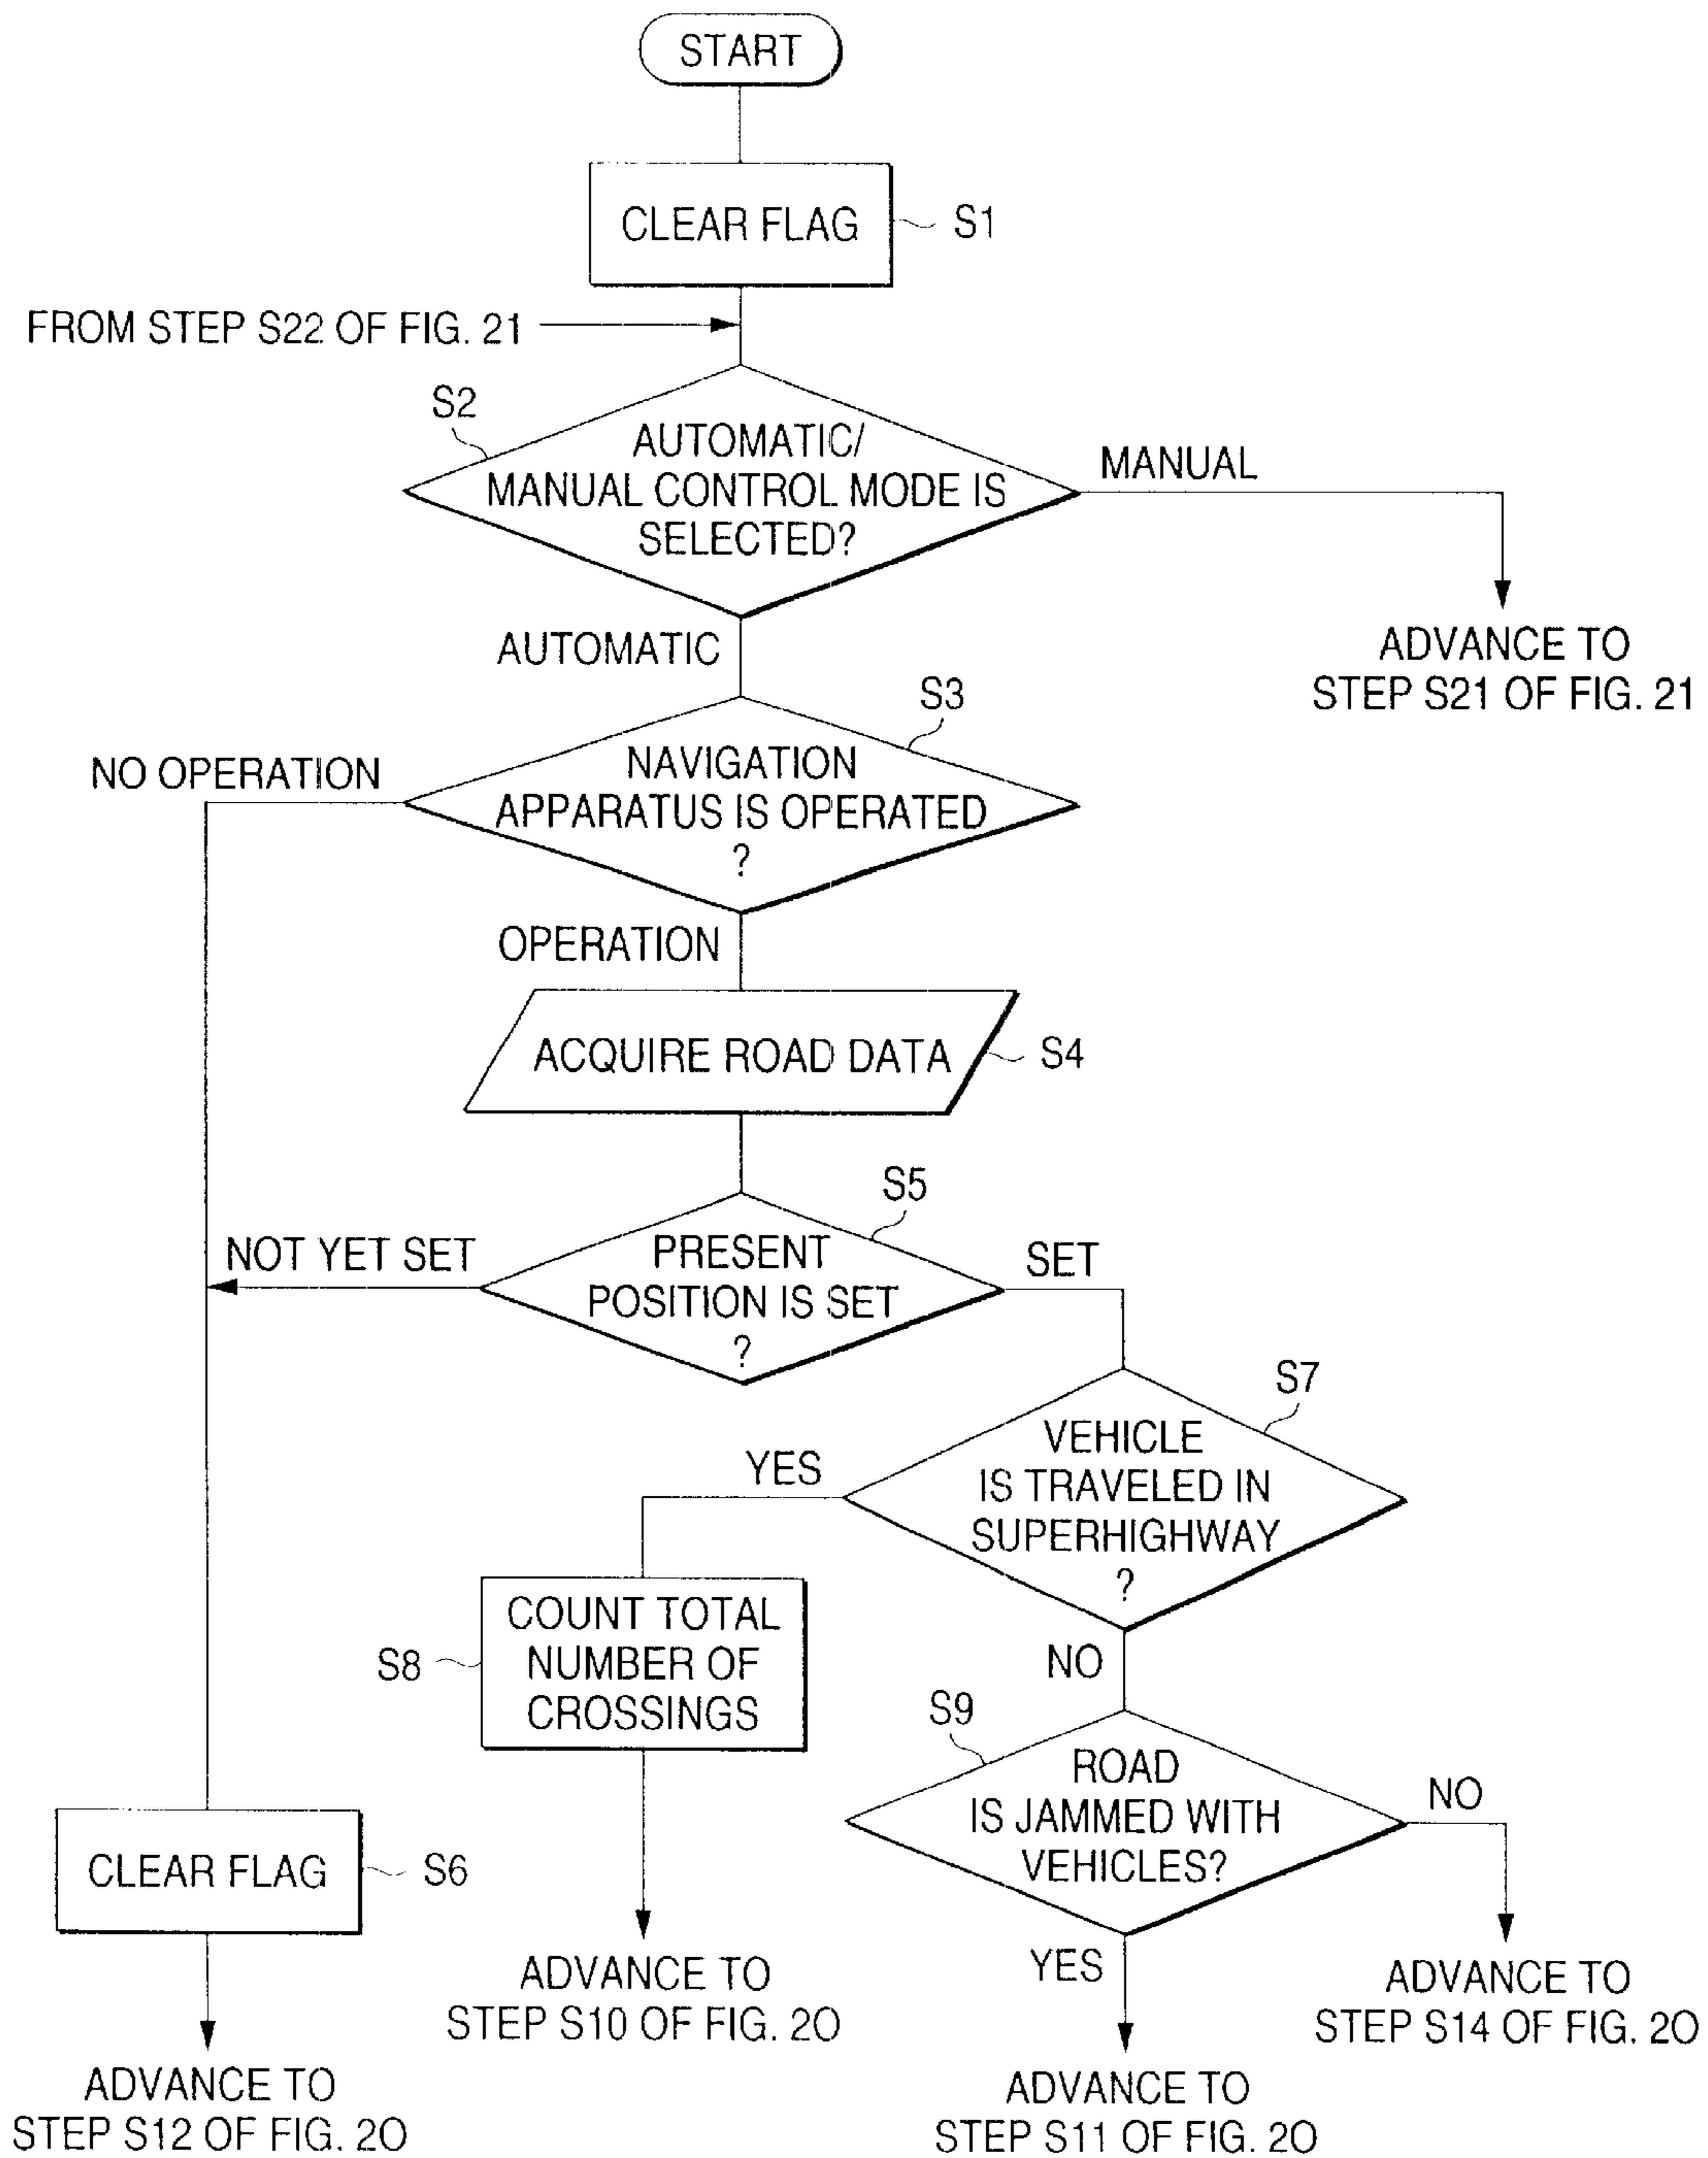 START
CLEAR FLAG
S1
FROM STEP S22 OF FIG. 21
S2
AUTOMATIC/
MANUAL CONTROL MODE IS
SELECTED?
MANUAL
ADVANCE TO
STEP S21 OF FIG. 21
AUTOMATIC
S3
NO OPERATION
NAVIGATION
APPARATUS IS OPERATED
?
OPERATION
ACQUIRE ROAD DATA
S4
S5
NOT YET SET
PRESENT
POSITION IS SET
?
SET
S7
YES
VEHICLE
IS TRAVELED IN
SUPERHIGHWAY
?
S8
COUNT TOTAL
NUMBER OF
CROSSINGS
NO
S9
ROAD
IS JAMMED WITH
VEHICLES?
NO
CLEAR FLAG
S6
ADVANCE TO
STEP S10 OF FIG. 20
YES
ADVANCE TO
STEP S14 OF FIG. 20
ADVANCE TO
STEP S12 OF FIG. 20
ADVANCE TO
STEP S11 OF FIG. 20